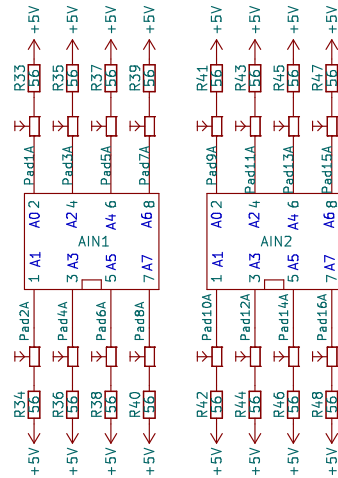 +5V +5V +5V +5V +5V +5V +5V +5V
R33 56 R35 56 R37 56 R39 56 R41 56 R43 56 R45 56 R47 56
Pad1A Pad3A Pad5A Pad7A Pad9A Pad11A Pad13A Pad15A
2 4 6 8 2 4 6 8
A0 A2 A4 A6 A0 A2 A4 A6
AIN1 AIN2
A1 A3 A5 A7 A1 A3 A5 A7
1 3 5 7 1 3 5 7
Pad2A Pad4A Pad6A Pad8A Pad10A Pad12A Pad14A Pad16A
R34 56 R36 56 R38 56 R40 56 R42 56 R44 56 R46 56 R48 56
+5V +5V +5V +5V +5V +5V +5V +5V